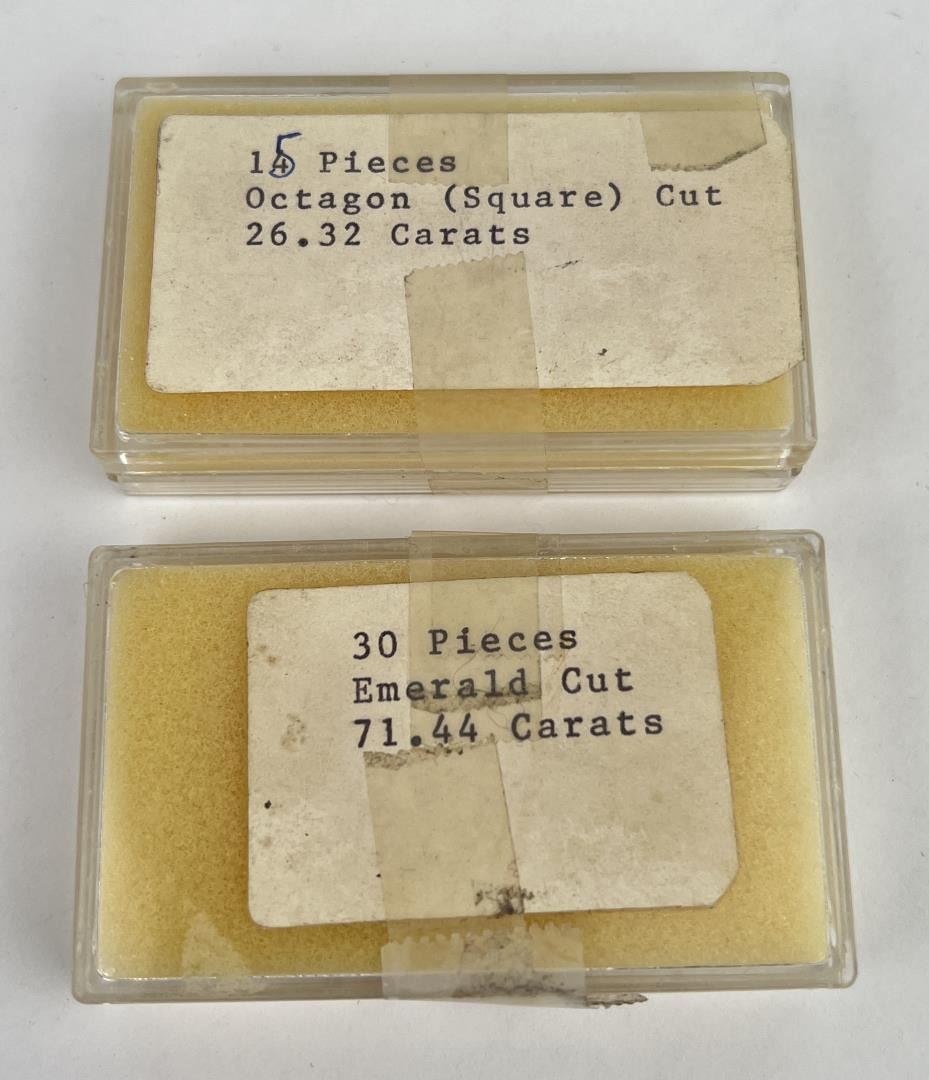 15 Pieces
Octagon (Square) Cut
26.32 Carats
30 Pieces
Emerald Cut
71.44 Carats